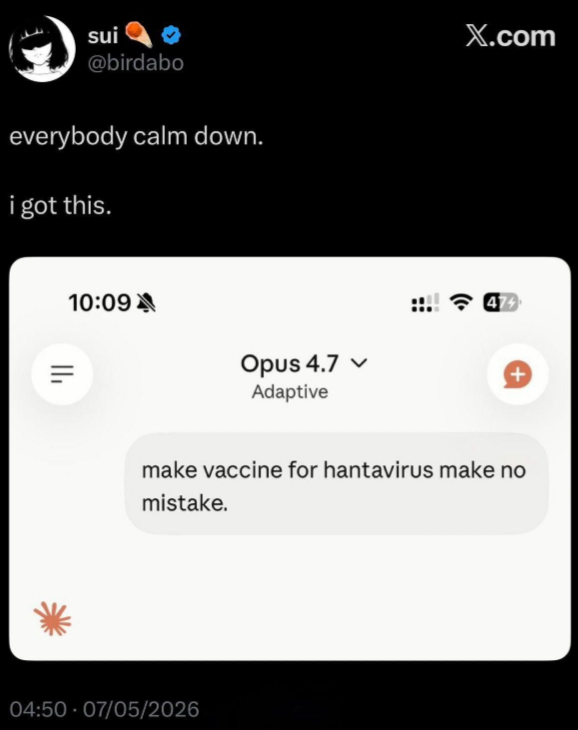 sui
𝕏.com
@birdabo
everybody calm down.
i got this.
10:09
47
Opus 4.7
Adaptive
make vaccine for hantavirus make no
mistake.
04:50 · 07/05/2026